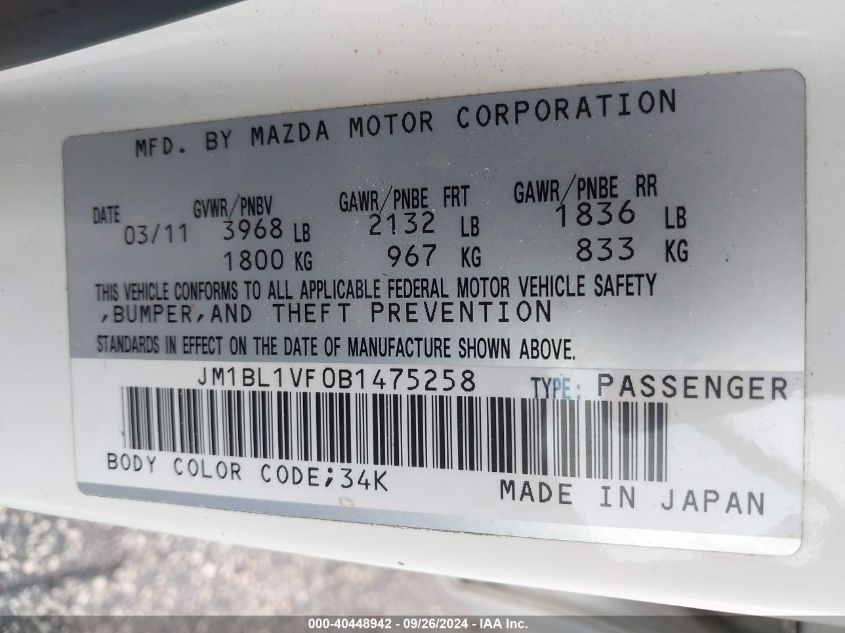 MFD. BY MAZDA MOTOR CORPORATION
DATE GVWR/PNBV GAWR/PNBE FRT GAWR/PNBE RR
03/11 3968 LB 2132 LB 1836 LB
1800 KG 967 KG 833 KG
THIS VEHICLE CONFORMS TO ALL APPLICABLE FEDERAL MOTOR VEHICLE SAFETY
,BUMPER,AND THEFT PREVENTION
STANDARDS IN EFFECT ON THE DATE OF MANUFACTURE SHOWN ABOVE.
JM1BL1VF0B1475258 TYPE: PASSENGER
BODY COLOR CODE;34K MADE IN JAPAN
000-40448942 - 09/26/2024 - IAA Inc.